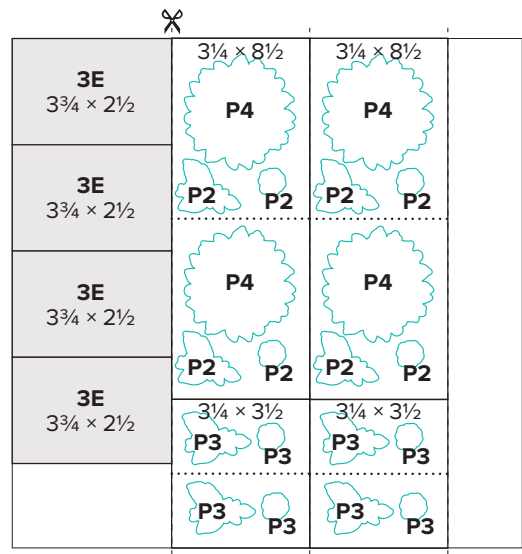 3E
3¾ × 2½
3E
3¾ × 2½
3E
3¾ × 2½
3E
3¾ × 2½
3¼ × 8½
P4
P2 P2
P4
P2 P2
3¼ × 3½
P3 P3
P3 P3
3¼ × 8½
P4
P2 P2
P4
P2 P2
3¼ × 3½
P3 P3
P3 P3